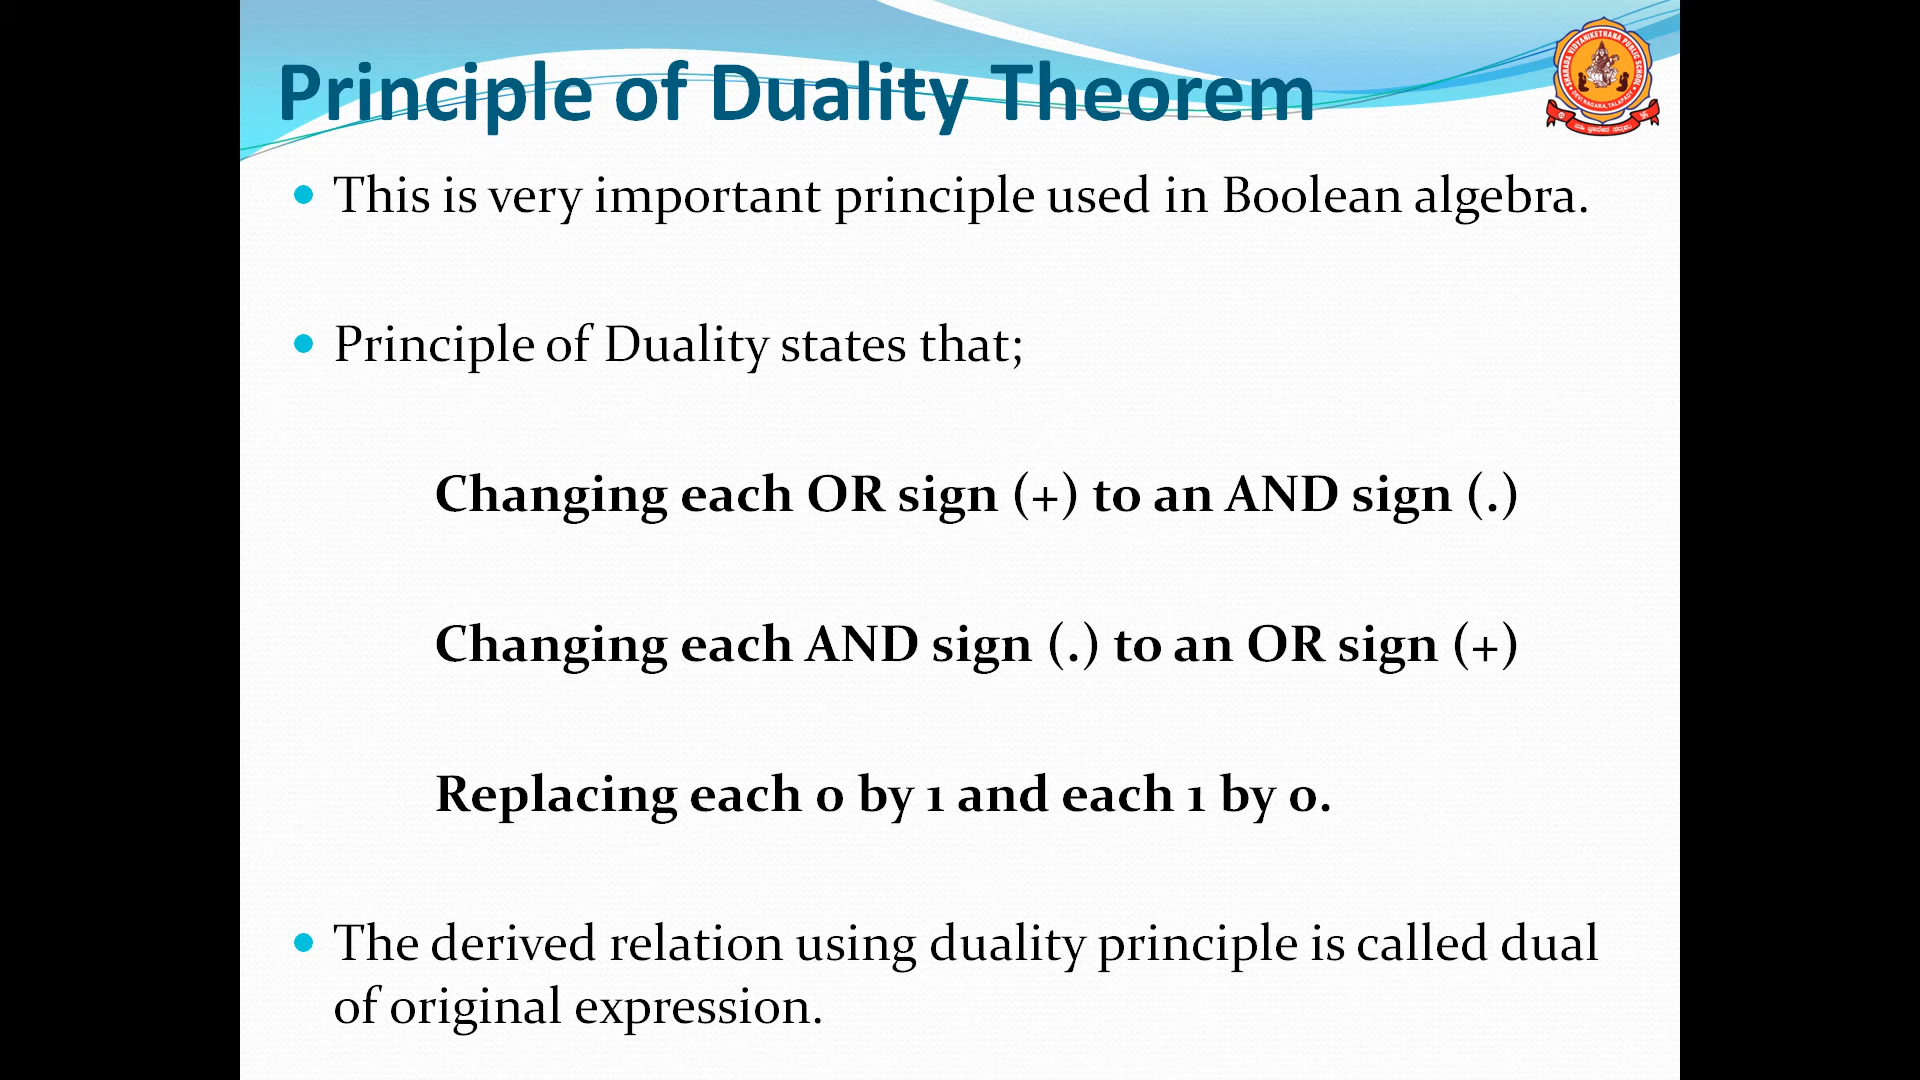 Principle of Duality Theorem
This is very important principle used in Boolean algebra.
Principle of Duality states that;
Changing each OR sign (+) to an AND sign (.)
Changing each AND sign (.) to an OR sign (+)
Replacing each 0 by 1 and each 1 by 0.
The derived relation using duality principle is called dual
of original expression.